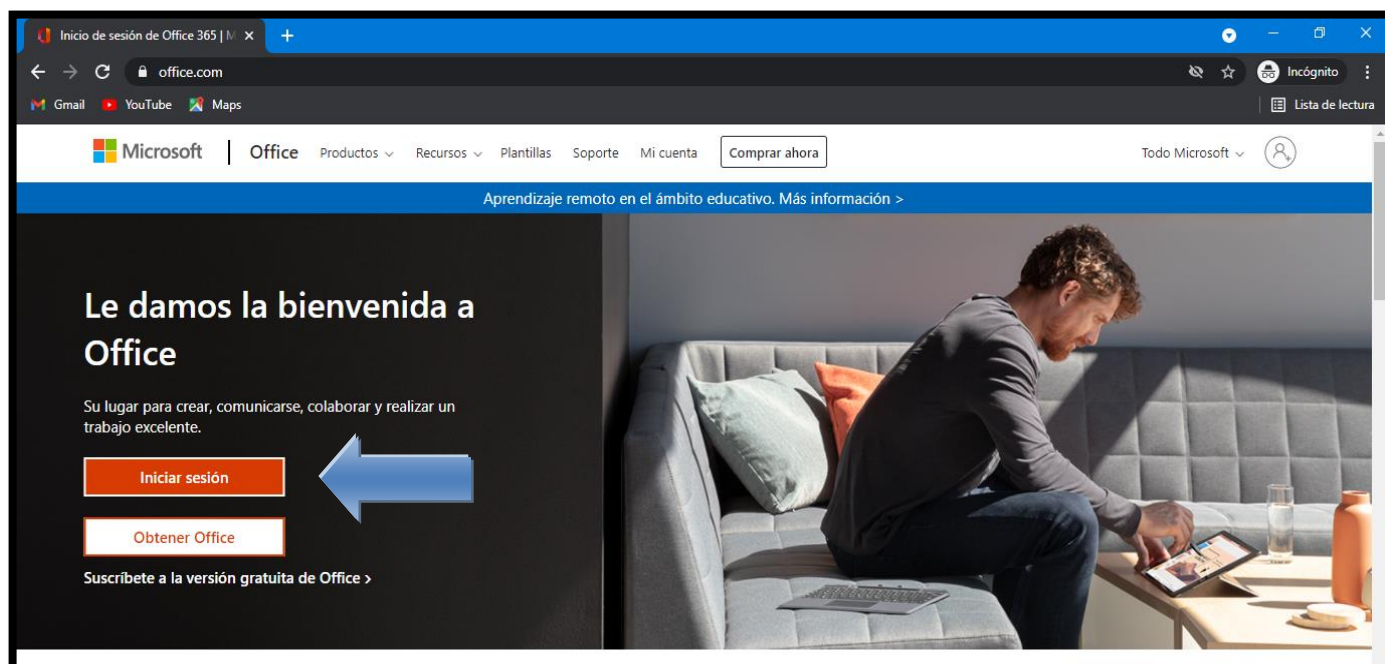 Inicio de sesión de Office 365 | M
office.com
Incógnito
Gmail YouTube Maps
Lista de lectura
Microsoft Office Productos Recursos Plantillas Soporte Mi cuenta Comprar ahora Todo Microsoft
Aprendizaje remoto en el ámbito educativo. Más información >
Le damos la bienvenida a
Office
Su lugar para crear, comunicarse, colaborar y realizar un
trabajo excelente.
Iniciar sesión
Obtener Office
Suscríbete a la versión gratuita de Office >